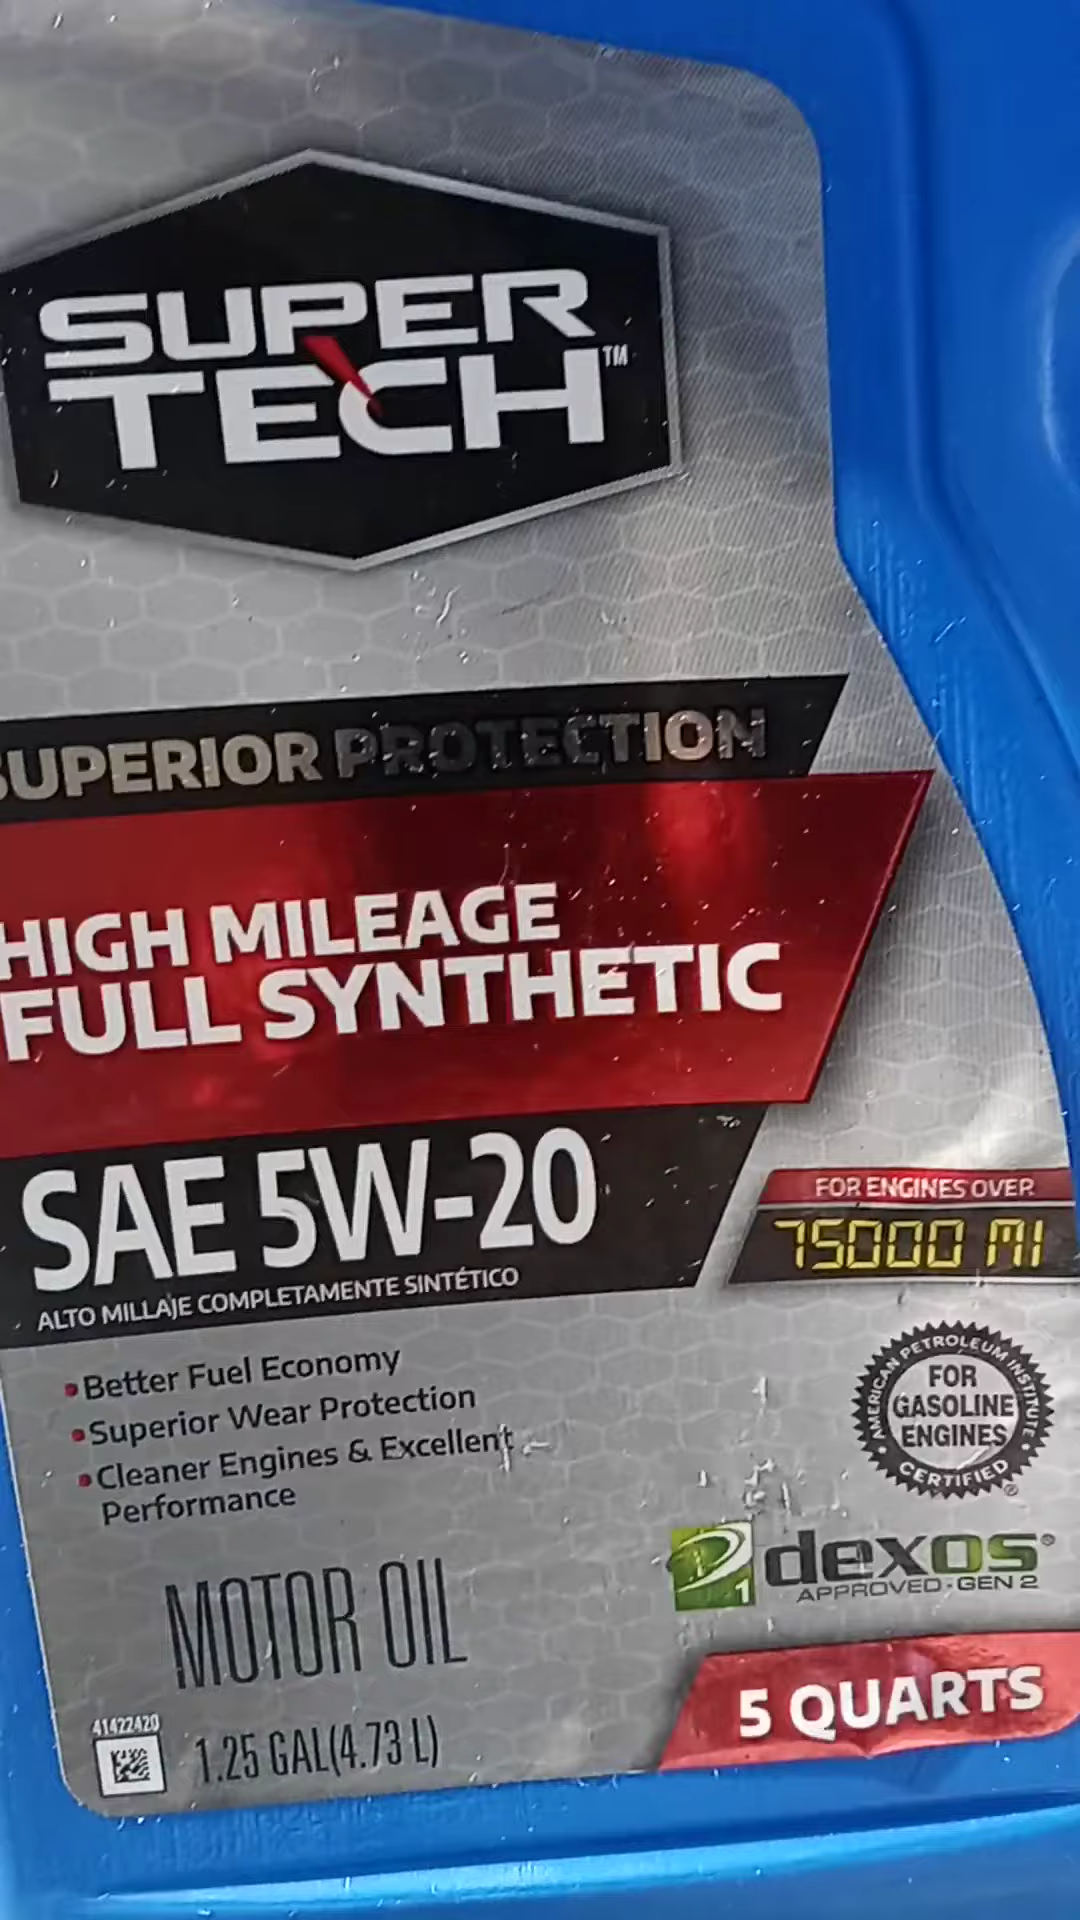 SUPER
TECH™
SUPERIOR PROTECTION
HIGH MILEAGE
FULL SYNTHETIC
SAE 5W-20
ALTO MILLAJE COMPLETAMENTE SINTÉTICO
FOR ENGINES OVER
75000 MI
•Better Fuel Economy
•Superior Wear Protection
•Cleaner Engines & Excellent
Performance
AMERICAN PETROLEUM INSTITUTE
FOR
GASOLINE
ENGINES
CERTIFIED
®
1 dexos®
APPROVED·GEN 2
MOTOR OIL
5 QUARTS
41422420
1.25 GAL(4.73 L)